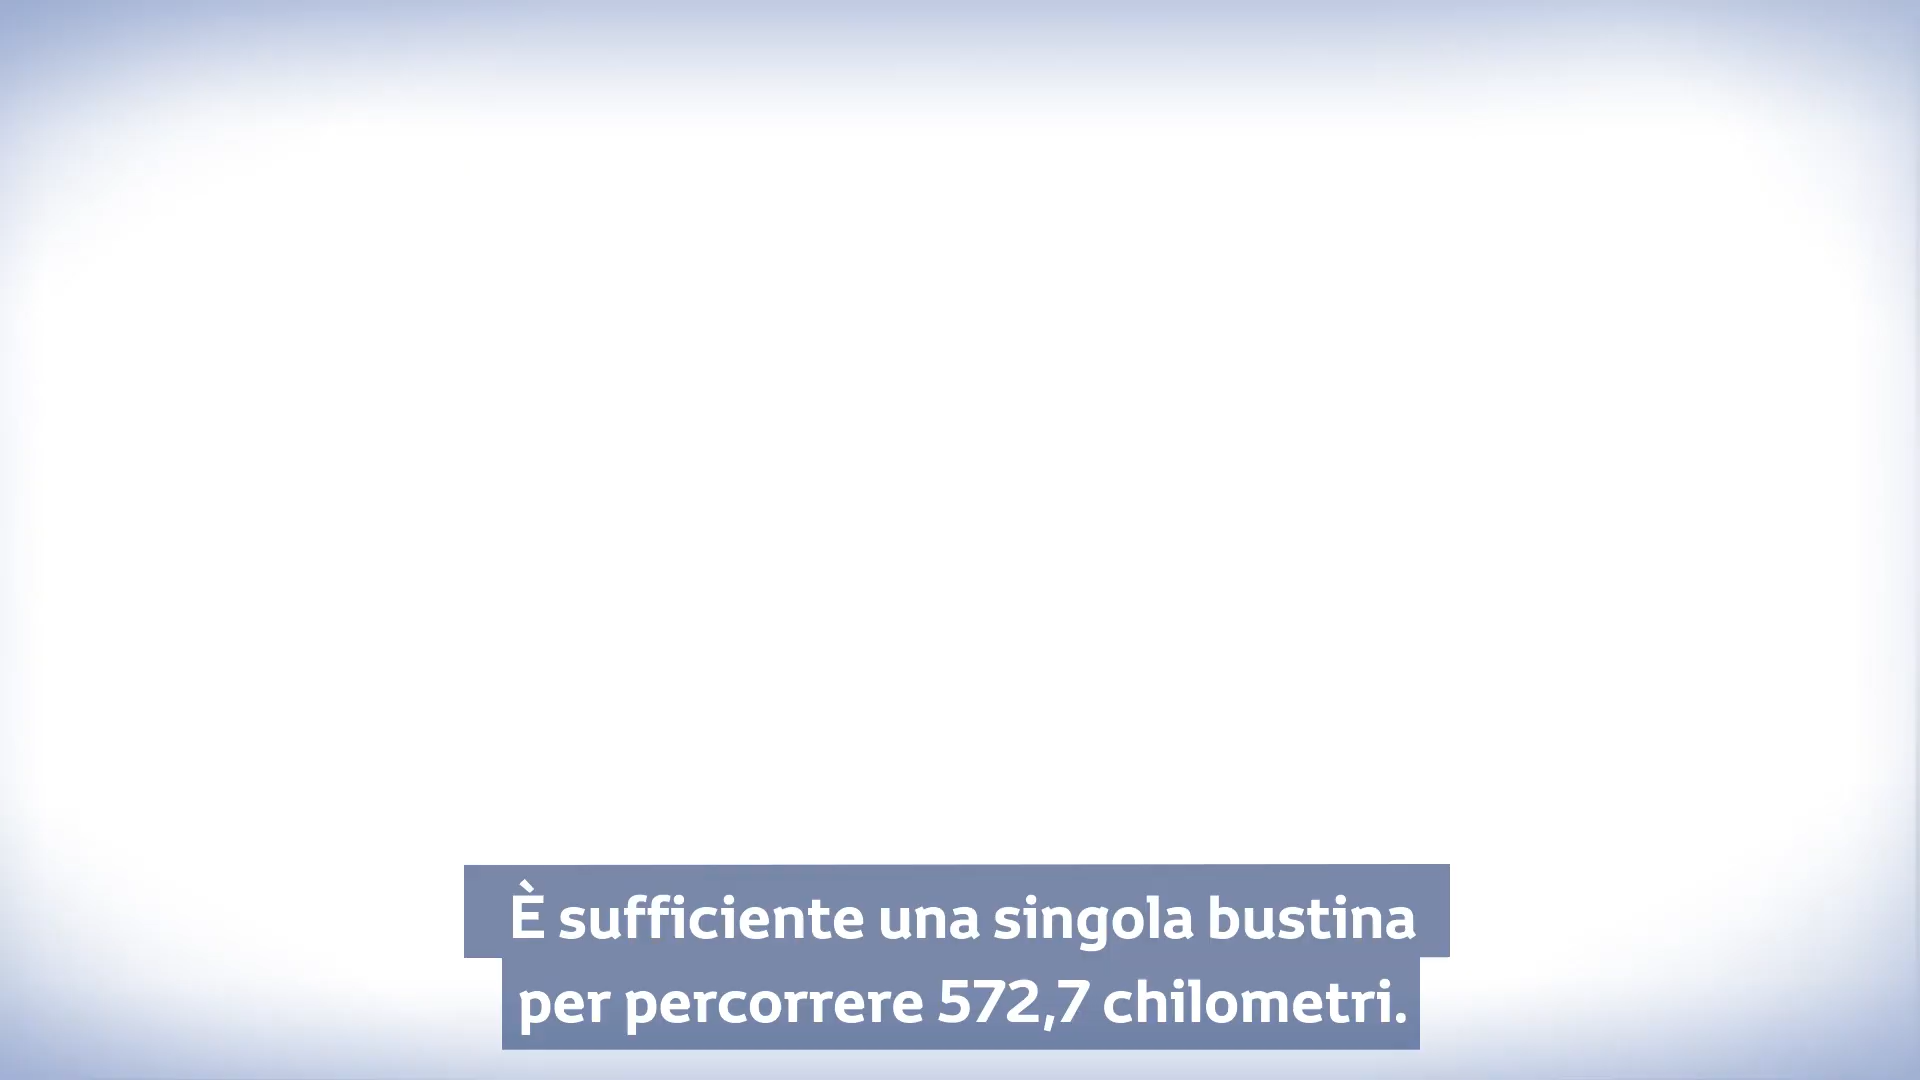 È sufficiente una singola bustina
per percorrere 572,7 chilometri.